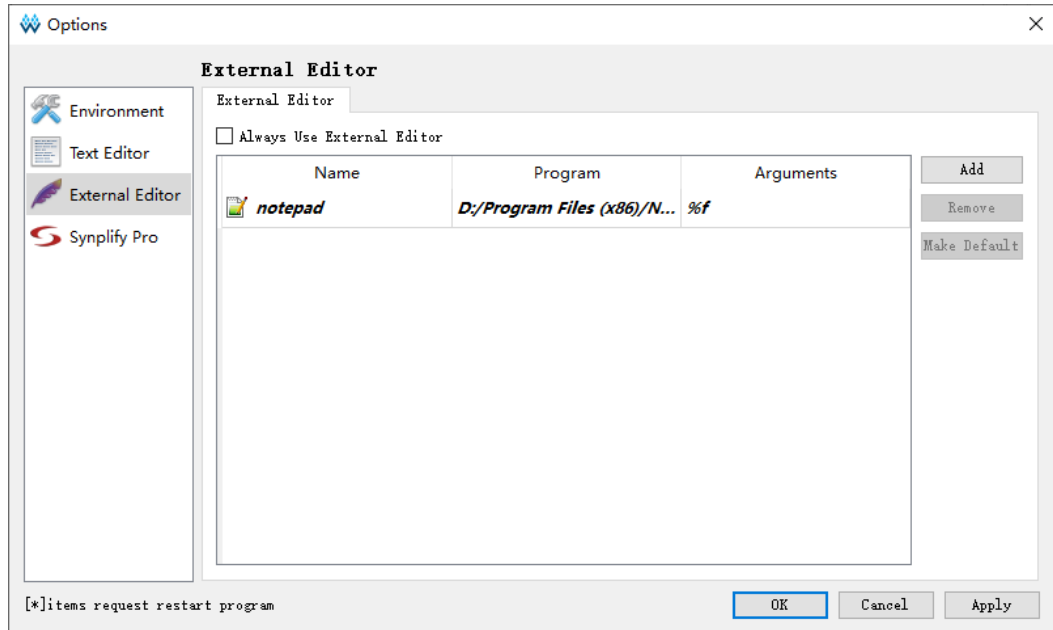 Options
External Editor
Environment
Text Editor
External Editor
Synplify Pro
External Editor
Always Use External Editor
Name Program Arguments
notepad D:/Program Files (x86)/N... %f
Add
Remove
Make Default
[*]items request restart program
OK Cancel Apply